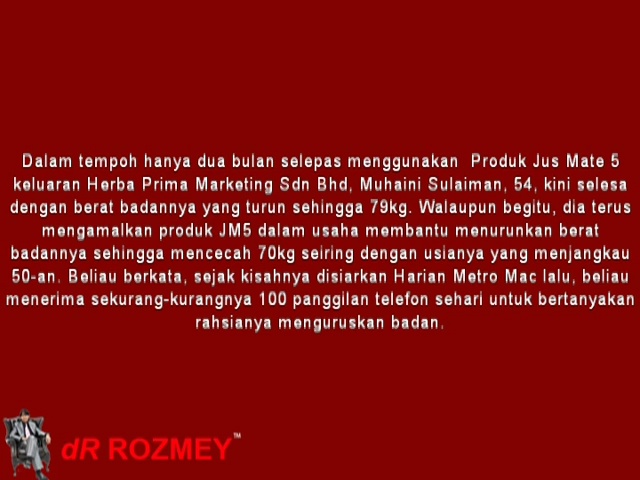 Dalam tempoh hanya dua bulan selepas menggunakan  Produk Jus Mate 5
keluaran Herba Prima Marketing Sdn Bhd, Muhaini Sulaiman, 54, kini selesa
dengan berat badannya yang turun sehingga 79kg. Walaupun begitu, dia terus
mengamalkan produk JM5 dalam usaha membantu menurunkan berat
badannya sehingga mencecah 70kg seiring dengan usianya yang menjangkau
50-an. Beliau berkata, sejak kisahnya disiarkan Harian Metro Mac lalu, beliau
menerima sekurang-kurangnya 100 panggilan telefon sehari untuk bertanyakan
rahsianya menguruskan badan.
dR ROZMEY™